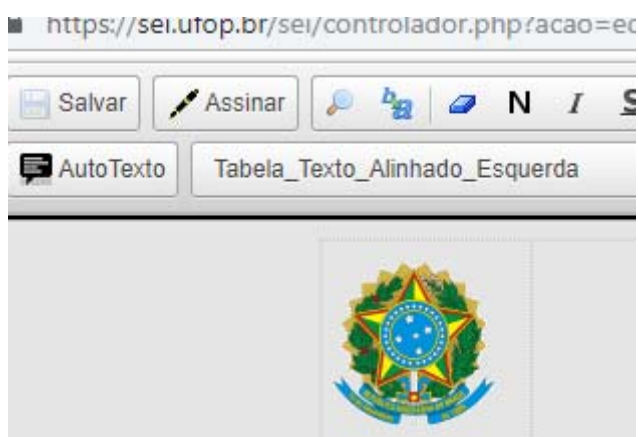 https://sei.ufop.br/sei/controlador.php?acao=ed
Salvar Assinar b a N I S
AutoTexto Tabela_Texto_Alinhado_Esquerda